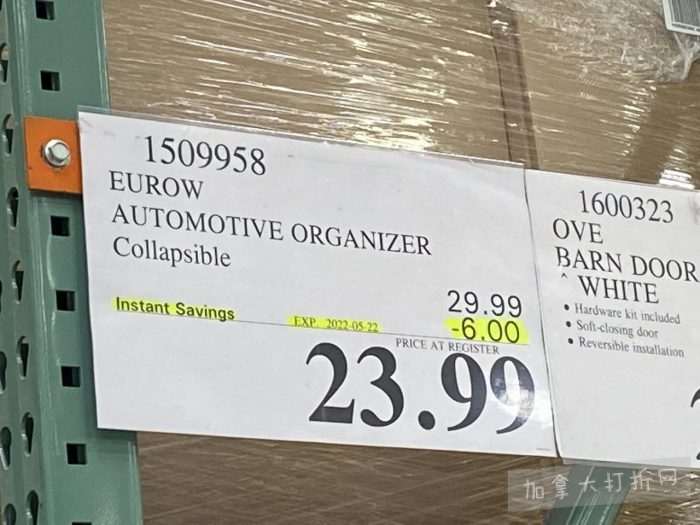 1509958
EUROW
AUTOMOTIVE ORGANIZER
Collapsible
29.99
Instant Savings
EXP. 2022-05-22
-6.00
PRICE AT REGISTER
23.99
1600323
OVE
BARN DOOR
^ WHITE
• Hardware kit included
• Soft-closing door
• Reversible installation
加拿大打折网